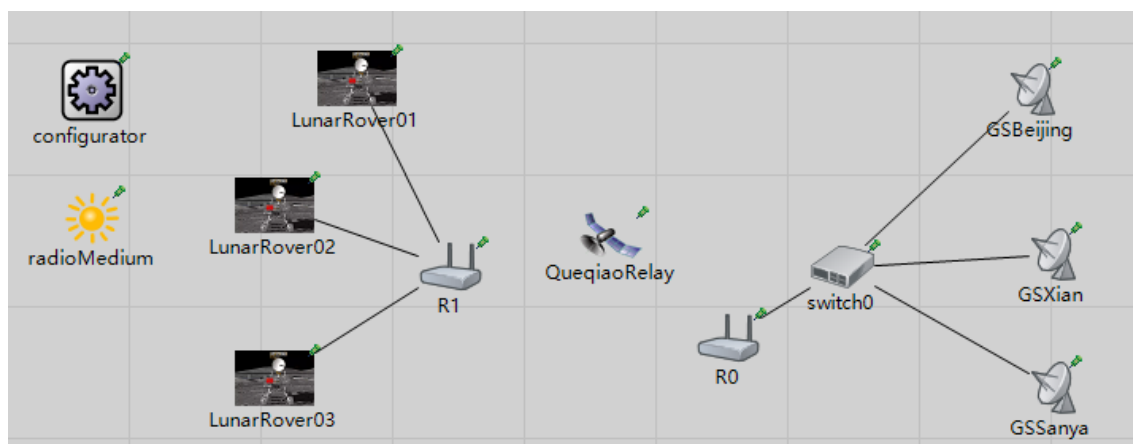 configurator
LunarRover01
GSBeijing
radioMedium
LunarRover02
QueqiaoRelay
R1
switch0
GSXian
R0
LunarRover03
GSSanya